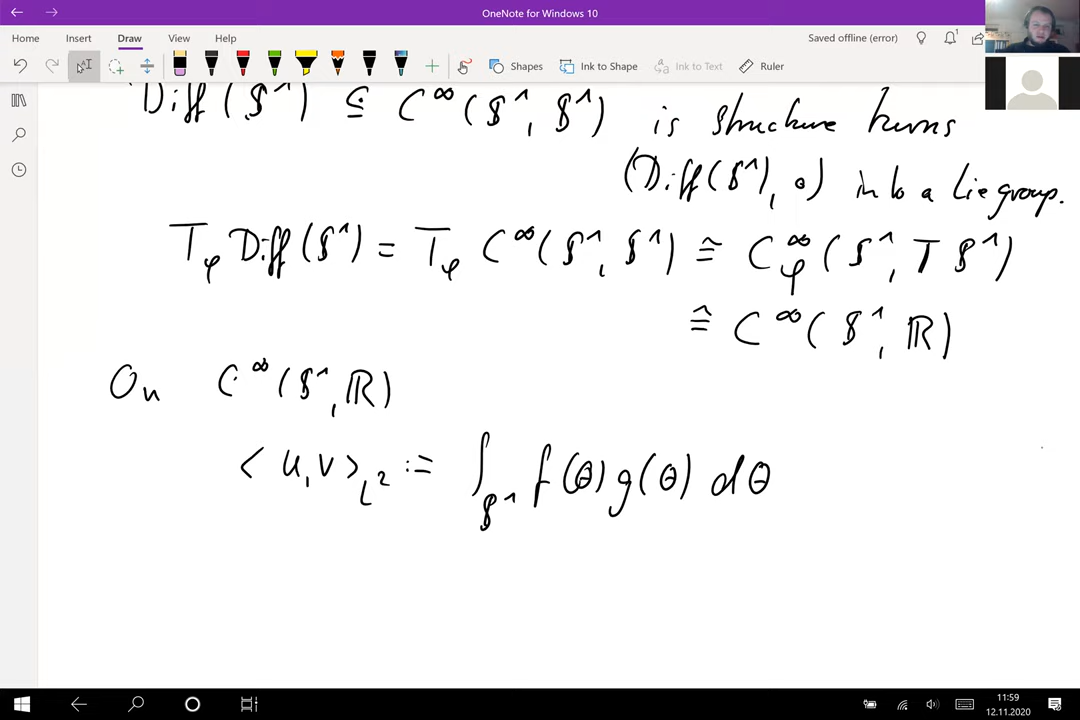 OneNote for Windows 10
Home Insert Draw View Help Saved offline (error)
Shapes Ink to Shape Ink to Text Ruler
Diff(𝕊¹) ⊆ C^∞(𝕊¹, 𝕊¹) is structure turns
(Diff(𝕊¹), ∘) into a Lie group.
T_φ Diff(𝕊¹) = T_φ C^∞(𝕊¹, 𝕊¹) ≅ C^∞_φ(𝕊¹, T𝕊¹)
≅ C^∞(𝕊¹, ℝ)
On C^∞(𝕊¹, ℝ)
<u, v>_{L²} := ∫_{𝕊¹} f(θ) g(θ) dθ
11:59
12.11.2020